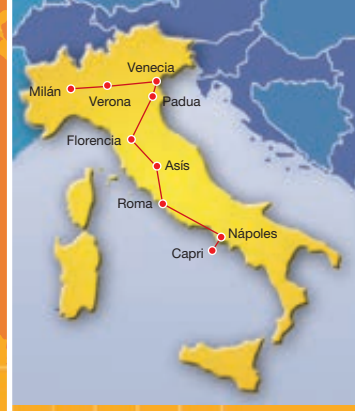 Venecia
Milán
Verona
Padua
Florencia
Asís
Roma
Nápoles
Capri